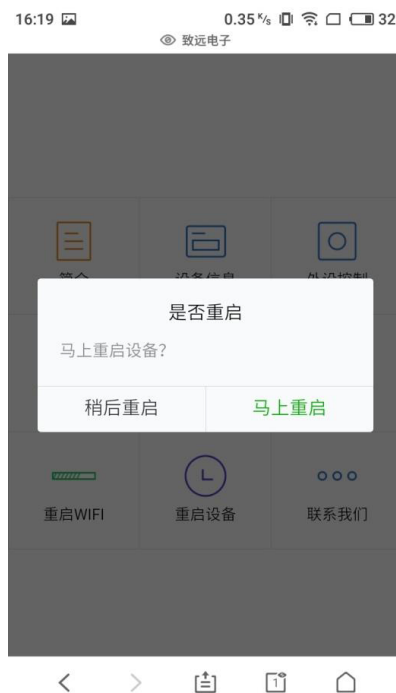 16:19 0.35 K/s 32
致远电子
简介 设备信息 外设控制
是否重启
马上重启设备?
稍后重启 马上重启
重启WIFI 重启设备 联系我们
1